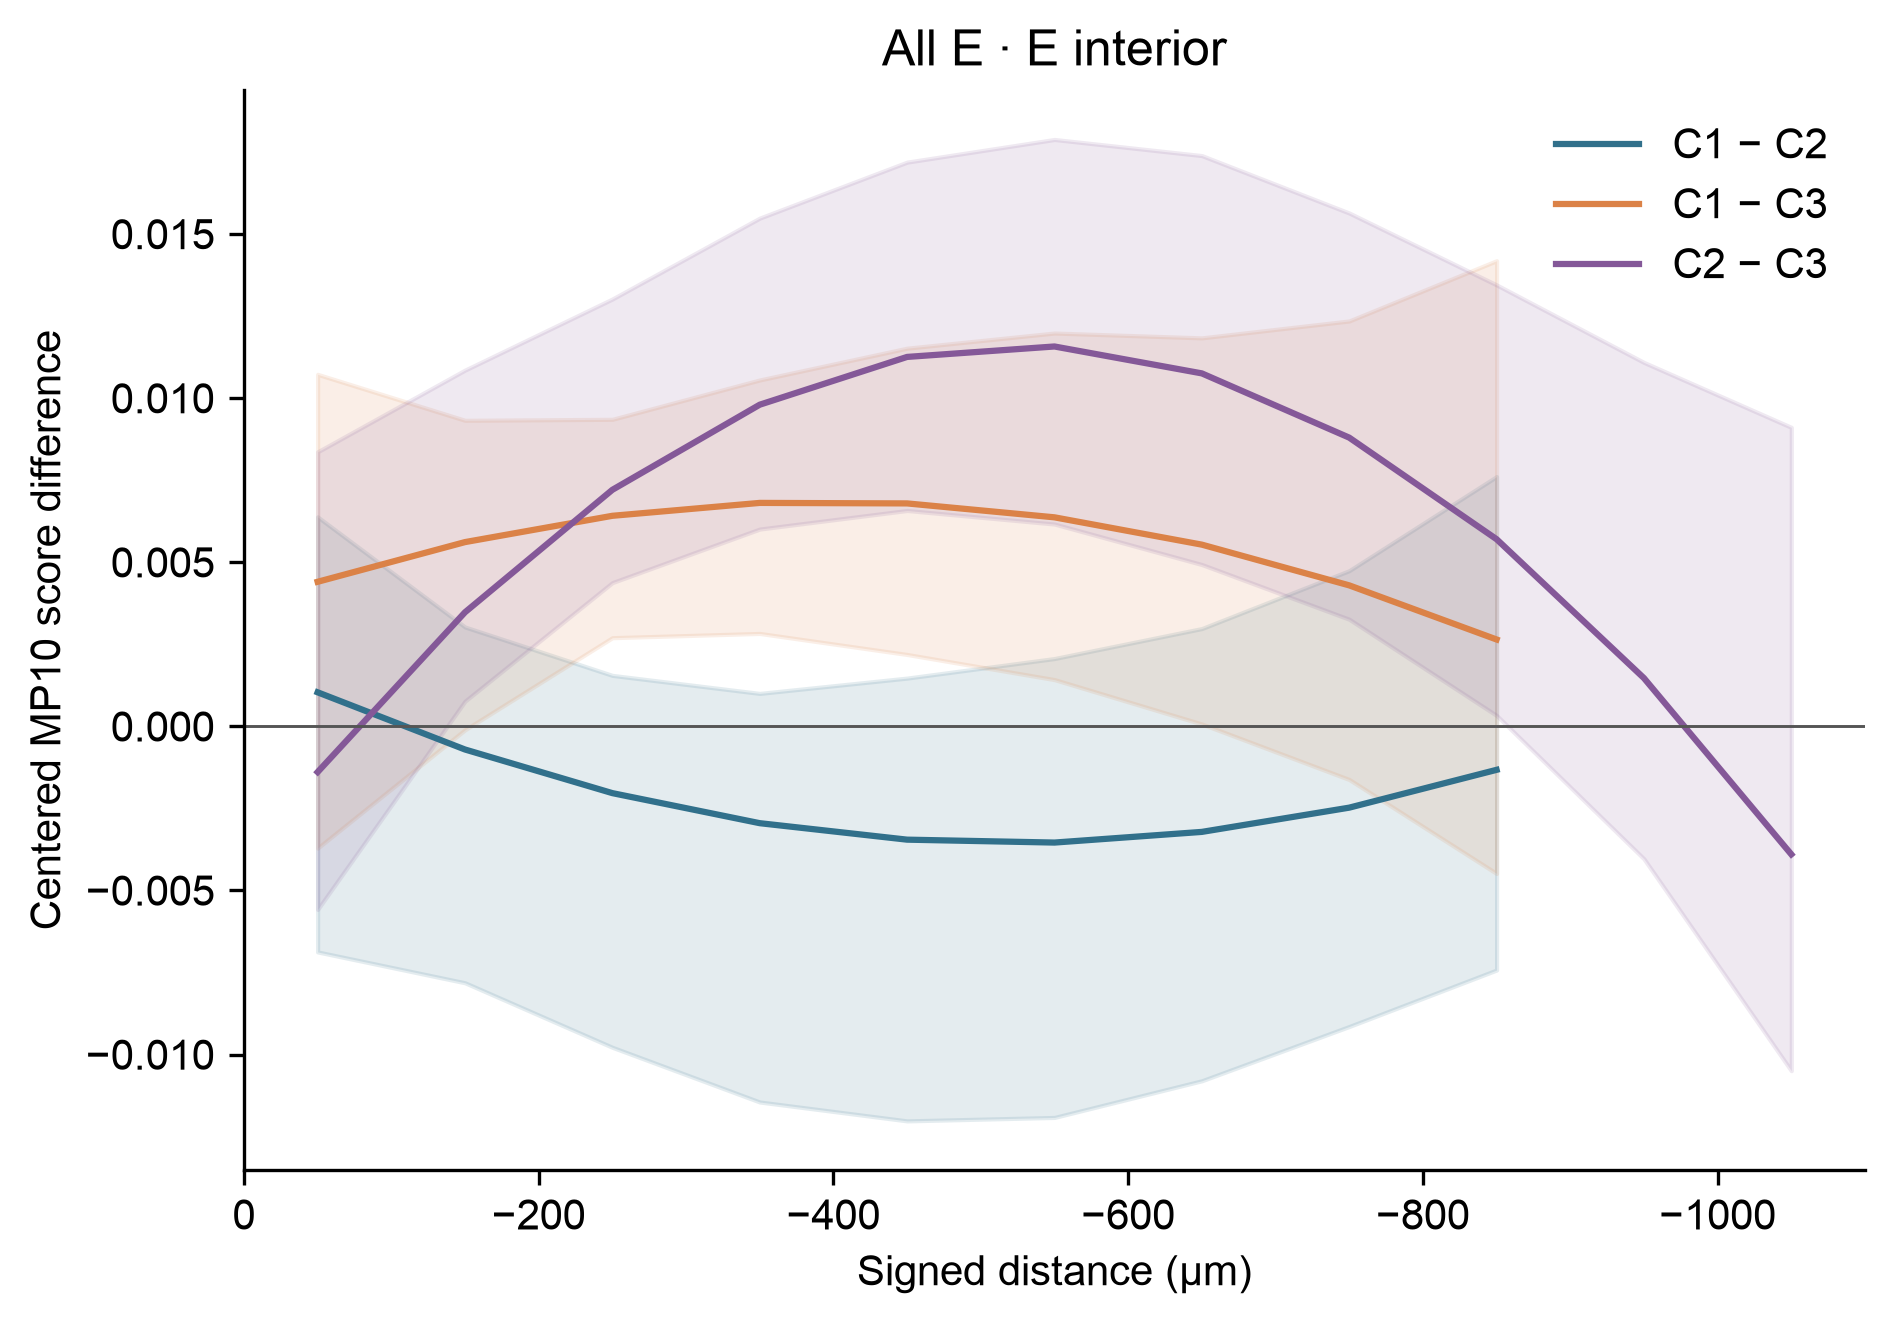 All E · E interior
C1 − C2
C1 − C3
C2 − C3
Centered MP10 score difference
0.015
0.010
0.005
0.000
−0.005
−0.010
0
−200
−400
−600
−800
−1000
Signed distance (µm)